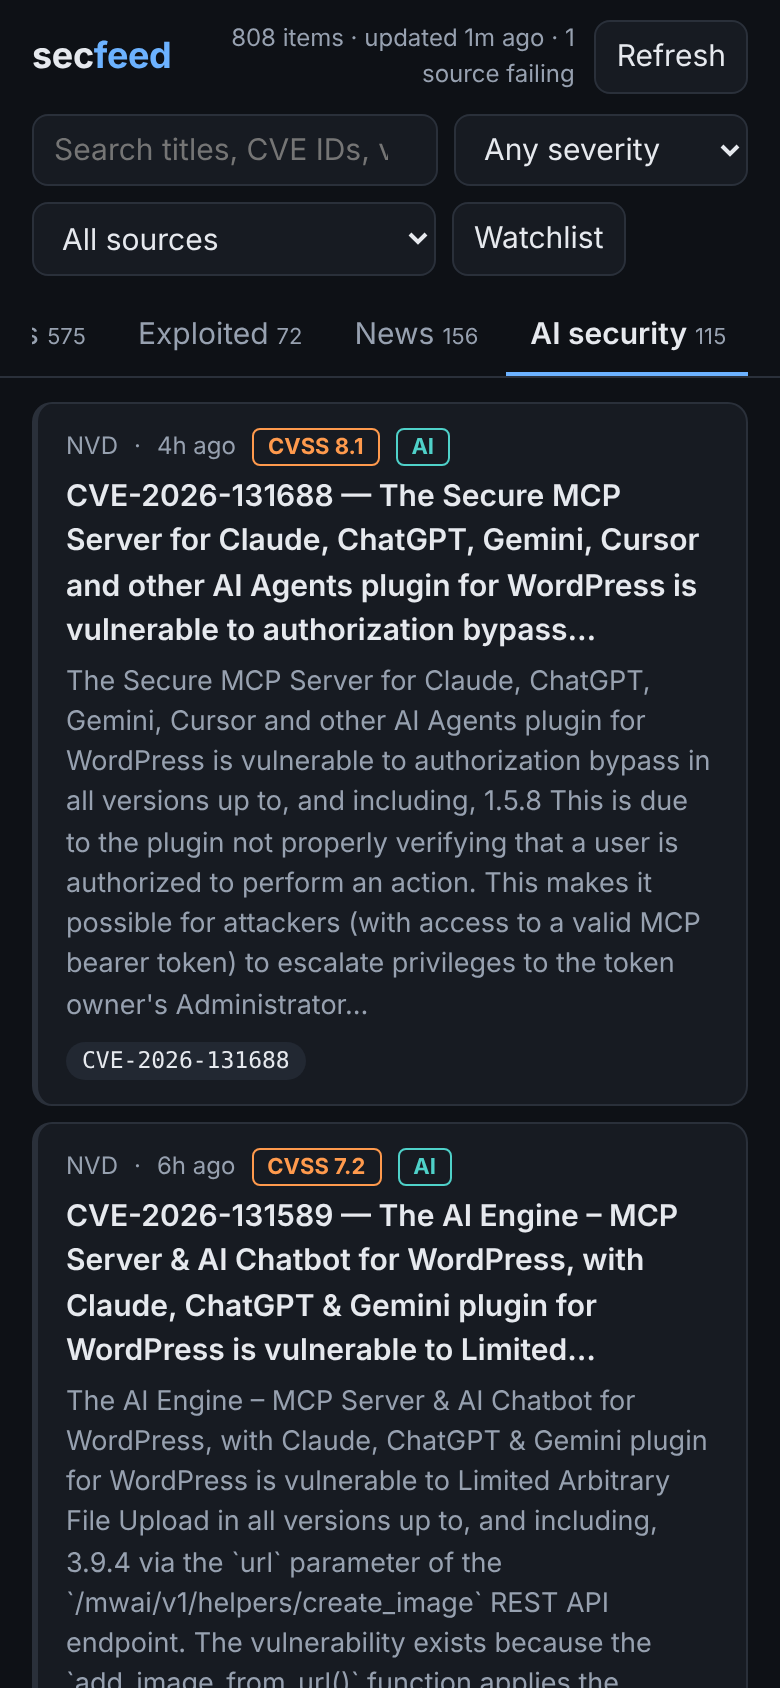 secfeed
808 items · updated 1m ago · 1
source failing
Refresh
Search titles, CVE IDs,
Any severity
All sources
Watchlist
s 575
Exploited 72
News 156
AI security 115
NVD · 4h ago CVSS 8.1 AI
CVE-2026-131688 — The Secure MCP
Server for Claude, ChatGPT, Gemini, Cursor
and other AI Agents plugin for WordPress is
vulnerable to authorization bypass...
The Secure MCP Server for Claude, ChatGPT,
Gemini, Cursor and other AI Agents plugin for
WordPress is vulnerable to authorization bypass in
all versions up to, and including, 1.5.8 This is due
to the plugin not properly verifying that a user is
authorized to perform an action. This makes it
possible for attackers (with access to a valid MCP
bearer token) to escalate privileges to the token
owner's Administrator...
CVE-2026-131688
NVD · 6h ago CVSS 7.2 AI
CVE-2026-131589 — The AI Engine – MCP
Server & AI Chatbot for WordPress, with
Claude, ChatGPT & Gemini plugin for
WordPress is vulnerable to Limited...
The AI Engine – MCP Server & AI Chatbot for
WordPress, with Claude, ChatGPT & Gemini plugin
for WordPress is vulnerable to Limited Arbitrary
File Upload in all versions up to, and including,
3.9.4 via the `url` parameter of the
`/mwai/v1/helpers/create_image` REST API
endpoint. The vulnerability exists because the
`add_image_from_url()` function applies the